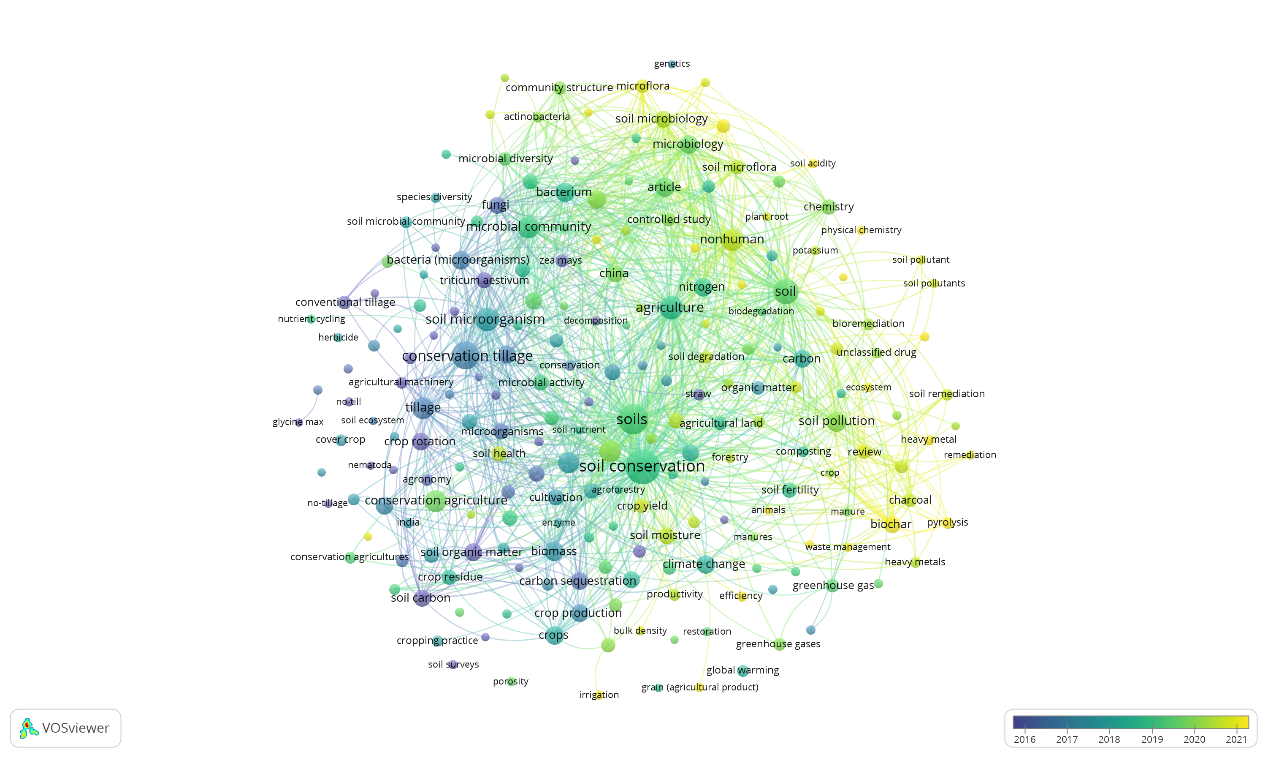 genetics
community structure
microflora
actinobacteria
soil microbiology
microbiology
microbial diversity
soil acidity
soil microflora
article
bacterium
species diversity
fungi
chemistry
plant root
controlled study
soil microbial community
microbial community
physical chemistry
nonhuman
potassium
bacteria (microorganisms)
zea mays
soil pollutant
china
triticum aestivum
soil pollutants
nitrogen
soil
conventional tillage
agriculture
biodegradation
nutrient cycling
soil microorganism
decomposition
bioremediation
herbicide
unclassified drug
conservation tillage
soil degradation
carbon
conservation
agricultural machinery
microbial activity
organic matter
ecosystem
straw
soil remediation
no-till
tillage
glycine max
soil ecosystem
soils
agricultural land
soil pollution
soil nutrient
microorganisms
cover crop
crop rotation
heavy metal
soil health
composting
review
remediation
forestry
nematoda
soil conservation
crop
agronomy
agroforestry
soil fertility
cultivation
conservation agriculture
charcoal
no-tillage
crop yield
animals
manure
india
enzyme
biochar
pyrolysis
soil moisture
manures
waste management
conservation agricultures
soil organic matter
biomass
climate change
heavy metals
crop residue
carbon sequestration
greenhouse gas
soil carbon
productivity
efficiency
crop production
bulk density
restoration
crops
cropping practice
greenhouse gases
soil surveys
global warming
porosity
grain (agricultural product)
irrigation
VOSviewer
2016 2017 2018 2019 2020 2021